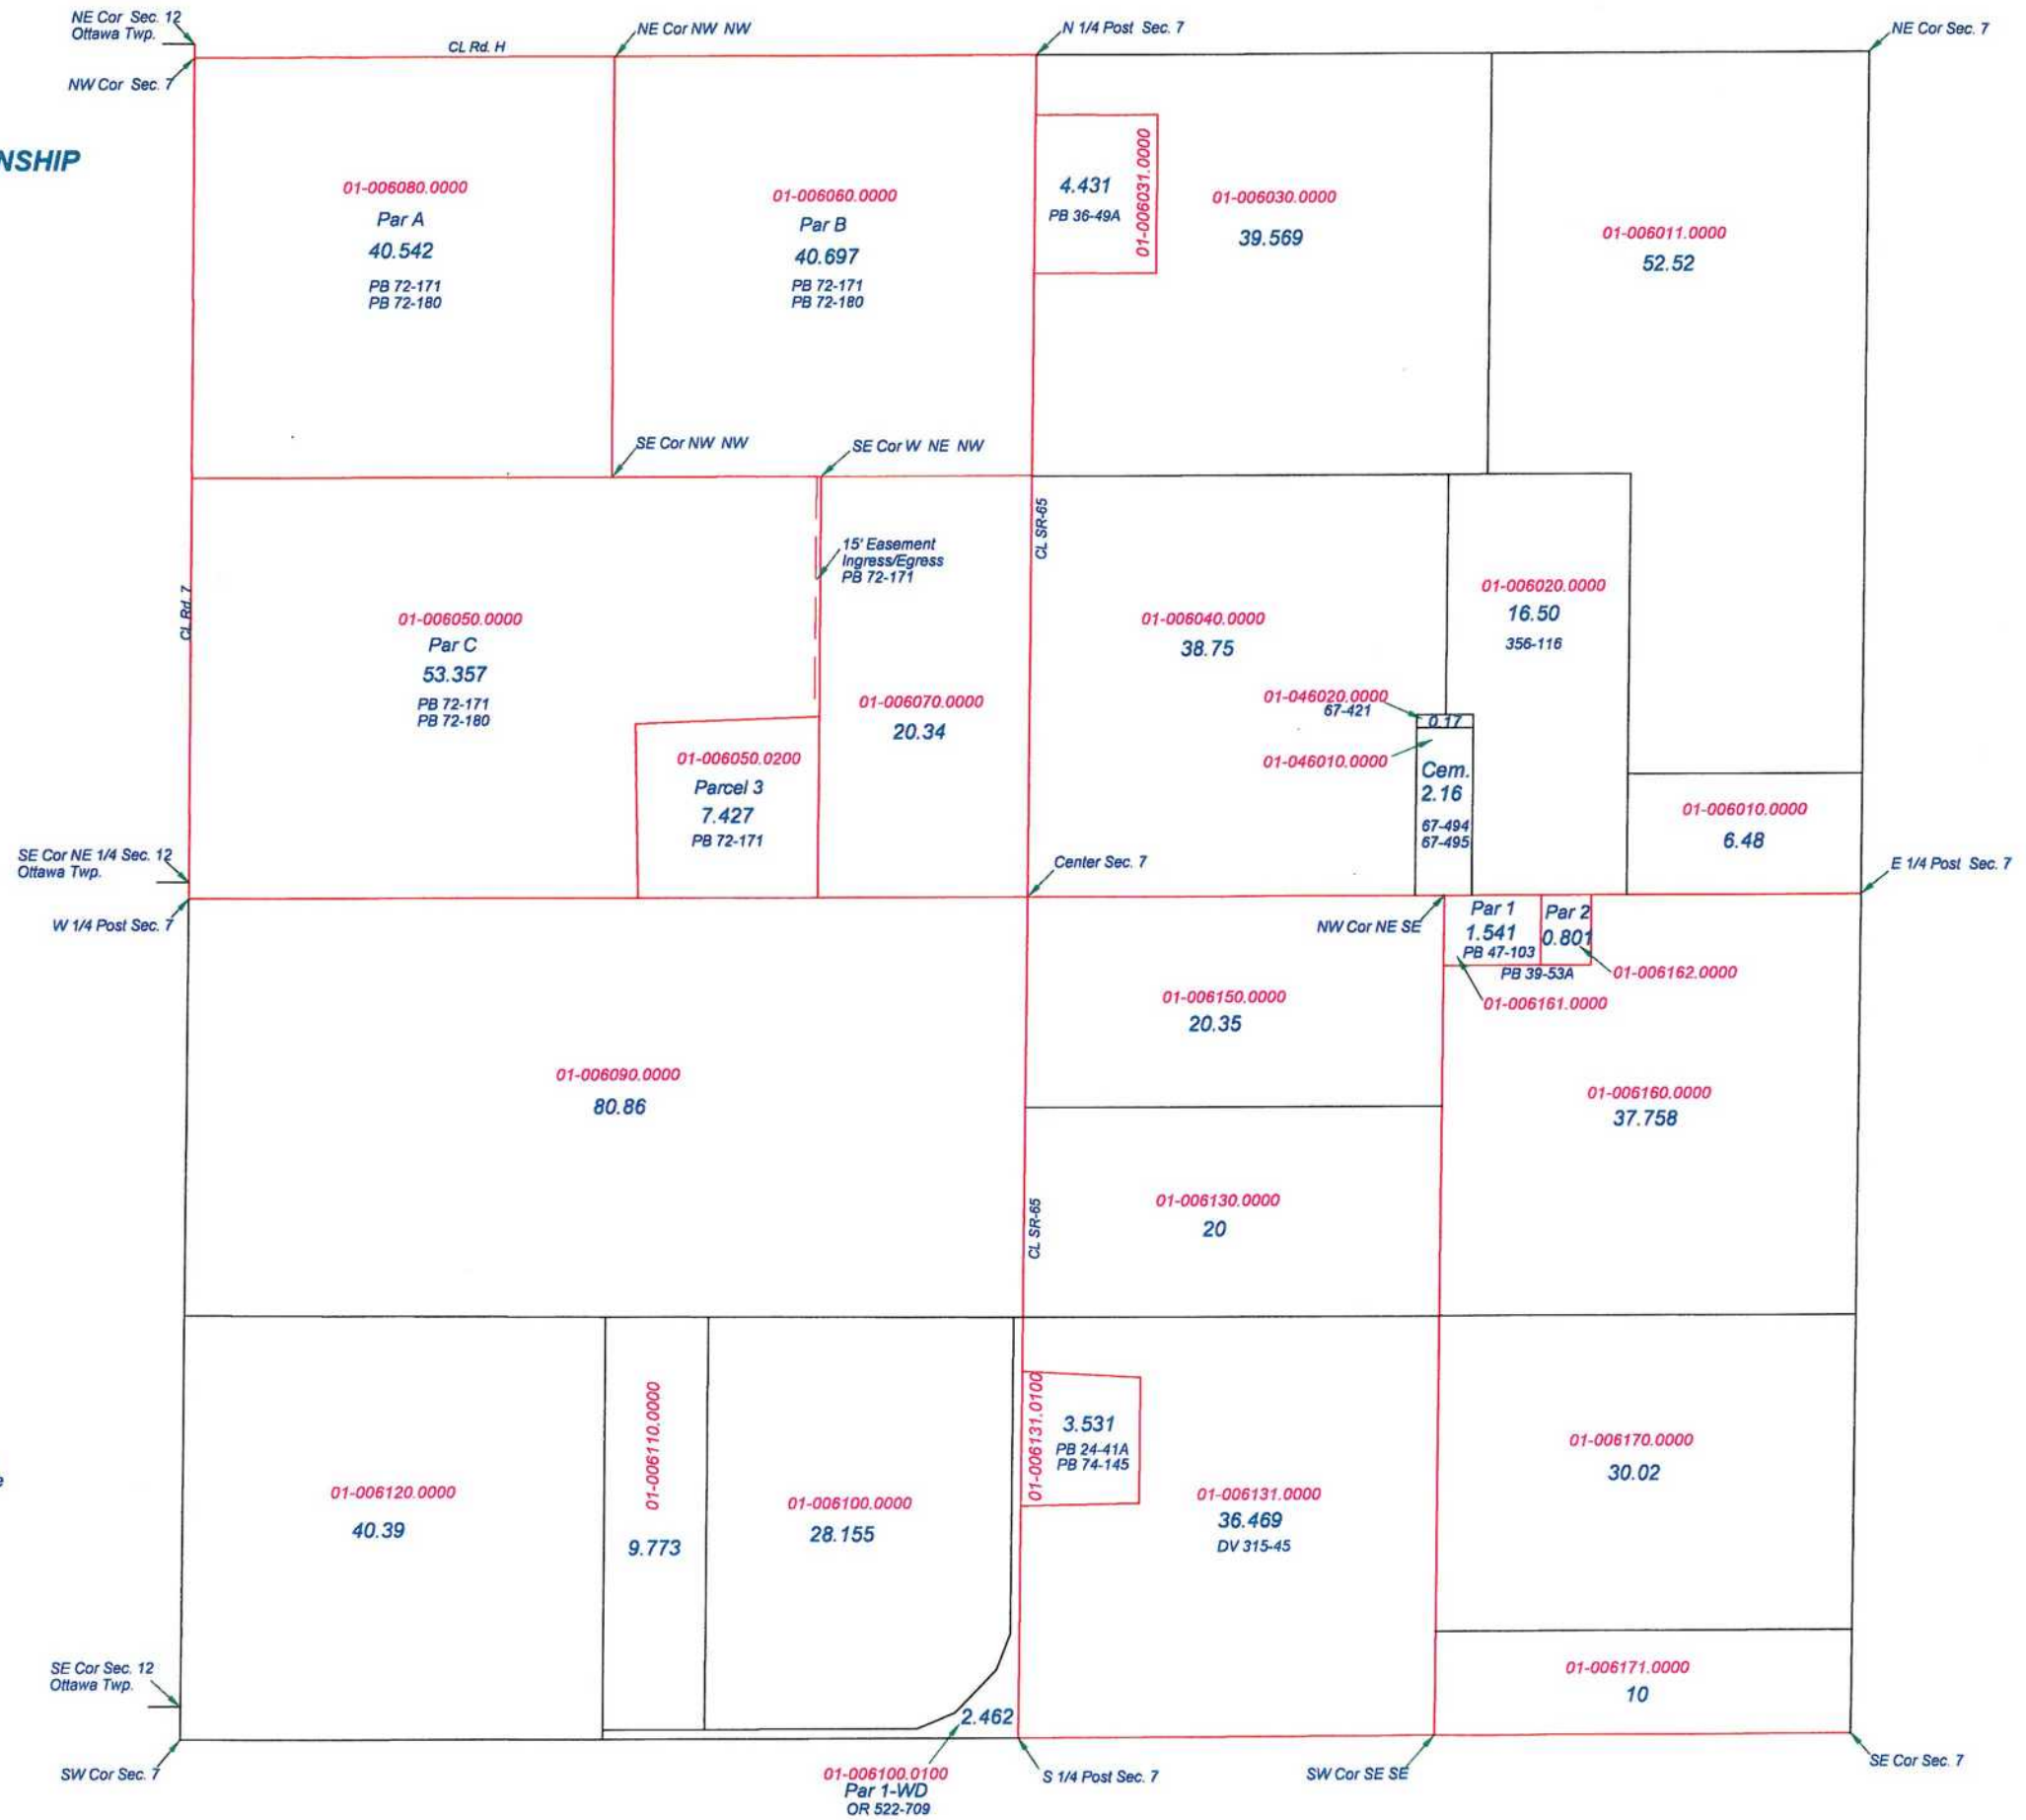 NE Cor Sec. 12
Ottawa Twp.
CL Rd. H
NE Cor NW NW
N 1/4 Post Sec. 7
NE Cor Sec. 7
NW Cor Sec. 7
NSHIP
01-006080.0000
Par A
40.542
PB 72-171
PB 72-180
01-006060.0000
Par B
40.697
PB 72-171
PB 72-180
4.431
PB 36-49A
01-006031.0000
01-006030.0000
39.569
01-006011.0000
52.52
SE Cor NW NW
SE Cor W NE NW
CL SR-65
15' Easement
Ingress/Egress
PB 72-171
CL Rd. 7
01-006050.0000
Par C
53.357
PB 72-171
PB 72-180
01-006070.0000
20.34
01-006040.0000
38.75
01-006020.0000
16.50
356-116
01-046020.0000
67-421
0.17
01-046010.0000
Cem.
2.16
67-494
67-495
01-006050.0200
Parcel 3
7.427
PB 72-171
01-006010.0000
6.48
SE Cor NE 1/4 Sec. 12
Ottawa Twp.
Center Sec. 7
E 1/4 Post Sec. 7
W 1/4 Post Sec. 7
NW Cor NE SE
Par 1
1.541
PB 47-103
Par 2
0.801
PB 39-53A
01-006162.0000
01-006161.0000
01-006150.0000
20.35
01-006090.0000
80.86
01-006160.0000
37.758
01-006130.0000
20
CL SR-65
01-006120.0000
40.39
01-006110.0000
9.773
01-006100.0000
28.155
01-006131.0100
3.531
PB 24-41A
PB 74-145
01-006131.0000
36.469
DV 315-45
01-006170.0000
30.02
01-006171.0000
10
SE Cor Sec. 12
Ottawa Twp.
2.462
SW Cor Sec. 7
01-006100.0100
Par 1-WD
OR 522-709
S 1/4 Post Sec. 7
SW Cor SE SE
SE Cor Sec. 7